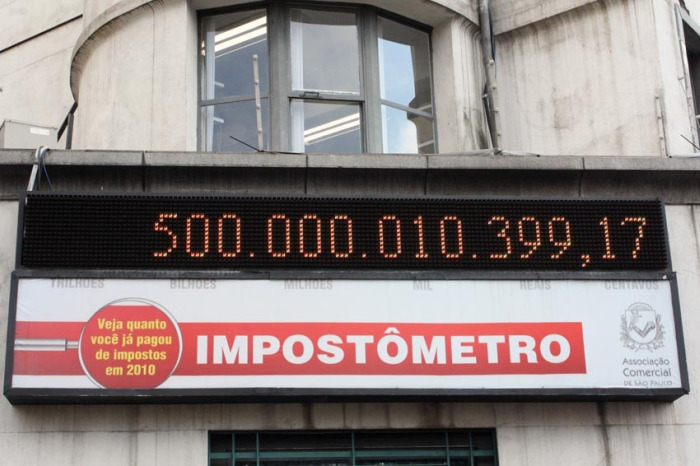 500.000.010.399,17
TRILHÕES BILHÕES MILHÕES MIL REAIS CENTAVOS
Veja quanto
você já pagou
de impostos
em 2010
IMPOSTÔMETRO
Associação
Comercial
DE SÃO PAULO